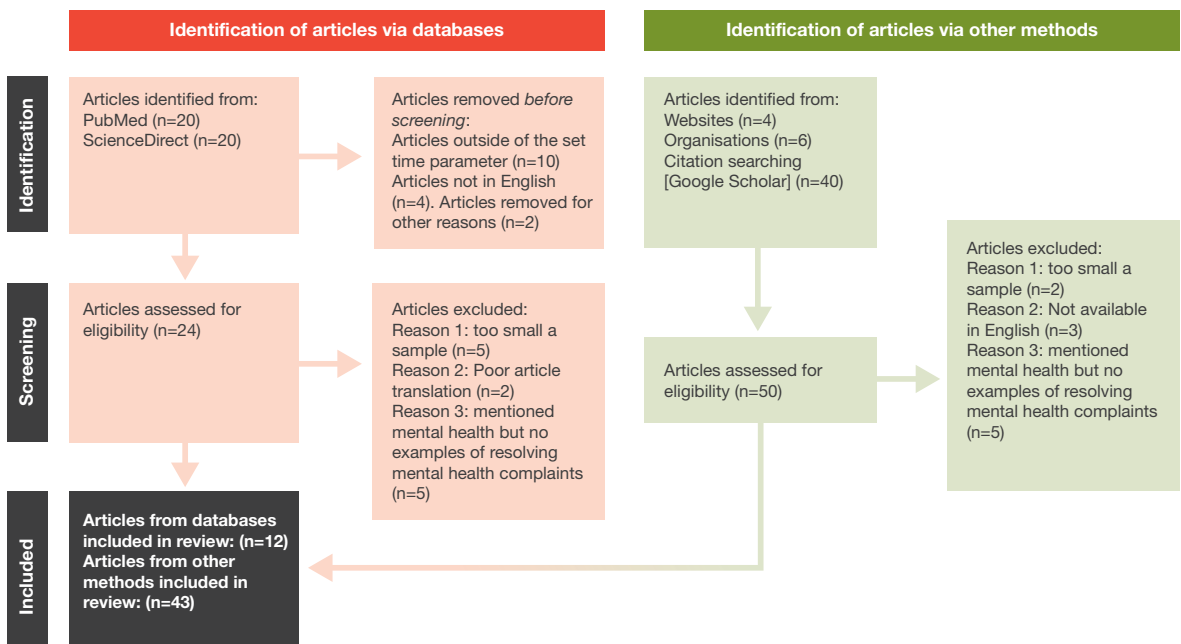 Identification of articles via databases
Identification of articles via other methods
Identification
Articles identified from:
PubMed (n=20)
ScienceDirect (n=20)
Articles removed before
screening:
Articles outside of the set
time parameter (n=10)
Articles not in English
(n=4). Articles removed for
other reasons (n=2)
Articles identified from:
Websites (n=4)
Organisations (n=6)
Citation searching
[Google Scholar] (n=40)
Screening
Articles assessed for
eligibility (n=24)
Articles excluded:
Reason 1: too small a
sample (n=5)
Reason 2: Poor article
translation (n=2)
Reason 3: mentioned
mental health but no
examples of resolving
mental health complaints
(n=5)
Articles assessed for
eligibility (n=50)
Articles excluded:
Reason 1: too small a
sample (n=2)
Reason 2: Not available
in English (n=3)
Reason 3: mentioned
mental health but no
examples of resolving
mental health complaints
(n=5)
Included
Articles from databases
included in review: (n=12)
Articles from other
methods included in
review: (n=43)